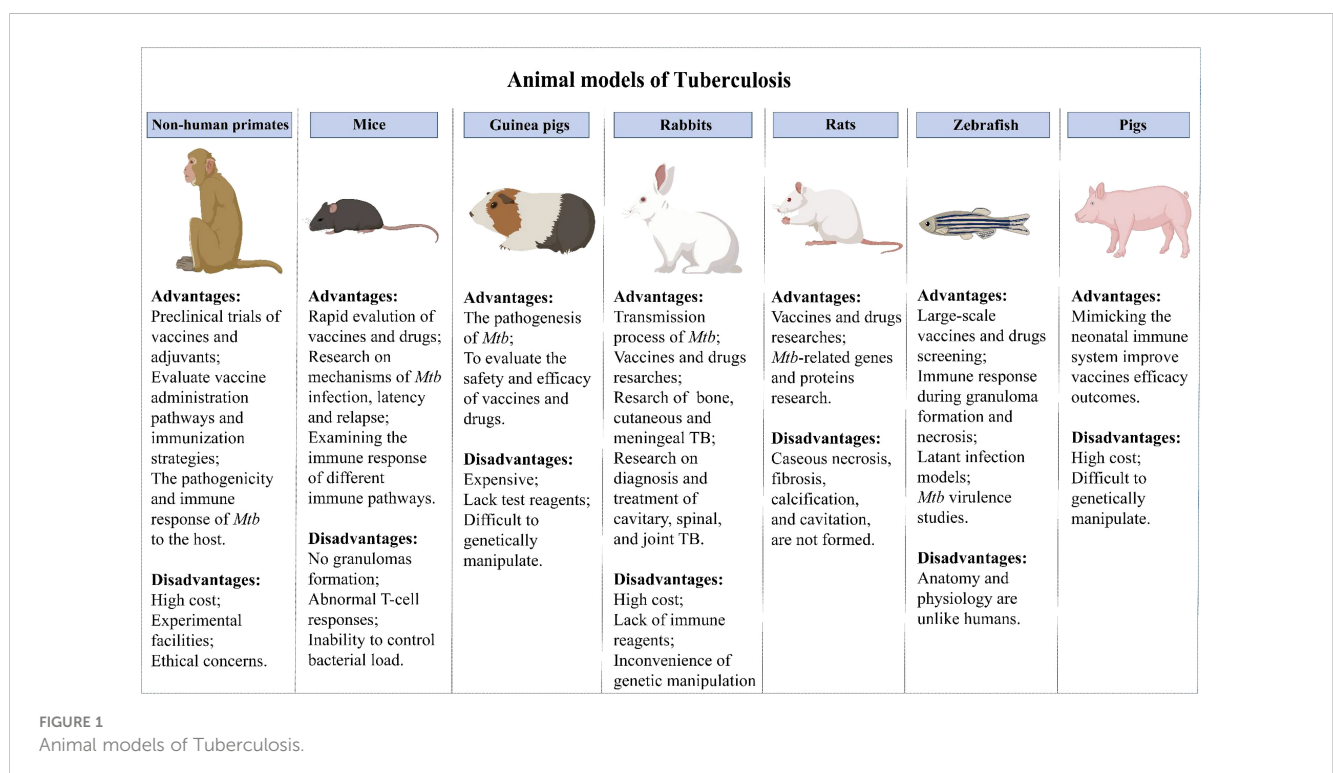 Animal models of Tuberculosis
Non-human primates
Advantages:
Preclinical trials of
vaccines and
adjuvants;
Evaluate vaccine
administration
pathways and
immunization
strategies;
The pathogenicity
and immune
response of Mtb
to the host.
Disadvantages:
High cost;
Experimental
facilities;
Ethical concerns.
Mice
Advantages:
Rapid evalution of
vaccines and drugs;
Research on
mechanisms of Mtb
infection, latency
and relapse;
Examining the
immune response
of different
immune pathways.
Disadvantages:
No granulomas
formation;
Abnormal T-cell
responses;
Inability to control
bacterial load.
Guinea pigs
Advantages:
The pathogenesis
of Mtb;
To evaluate the
safety and efficacy
of vaccines and
drugs.
Disadvantages:
Expensive;
Lack test reagents;
Difficult to
genetically
manipulate.
Rabbits
Advantages:
Transmission
process of Mtb;
Vaccines and drugs
resarches;
Resarch of bone,
cutaneous and
meningeal TB;
Research on
diagnosis and
treatment of
cavitary, spinal,
and joint TB.
Disadvantages:
High cost;
Lack of immune
reagents;
Inconvenience of
genetic manipulation
Rats
Advantages:
Vaccines and drugs
researches;
Mtb-related genes
and proteins
research.
Disadvantages:
Caseous necrosis,
fibrosis,
calcification,
and cavitation,
are not formed.
Zebrafish
Advantages:
Large-scale
vaccines and drugs
screening;
Immune response
during granuloma
formation and
necrosis;
Latant infection
models;
Mtb virulence
studies.
Disadvantages:
Anatomy and
physiology are
unlike humans.
Pigs
Advantages:
Mimicking the
neonatal immune
system improve
vaccines efficacy
outcomes.
Disadvantages:
High cost;
Difficult to
genetically
manipulate.
FIGURE 1
Animal models of Tuberculosis.